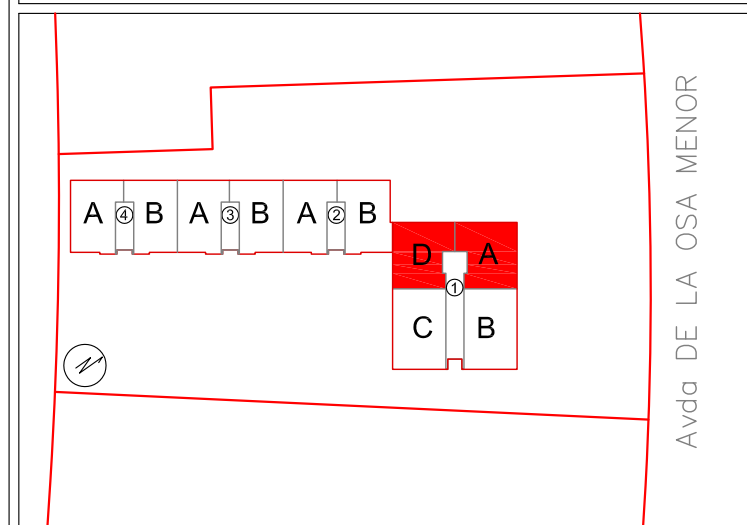 A 4 B A 3 B A 2 B
D A
1
C B
N
Avda DE LA OSA MENOR